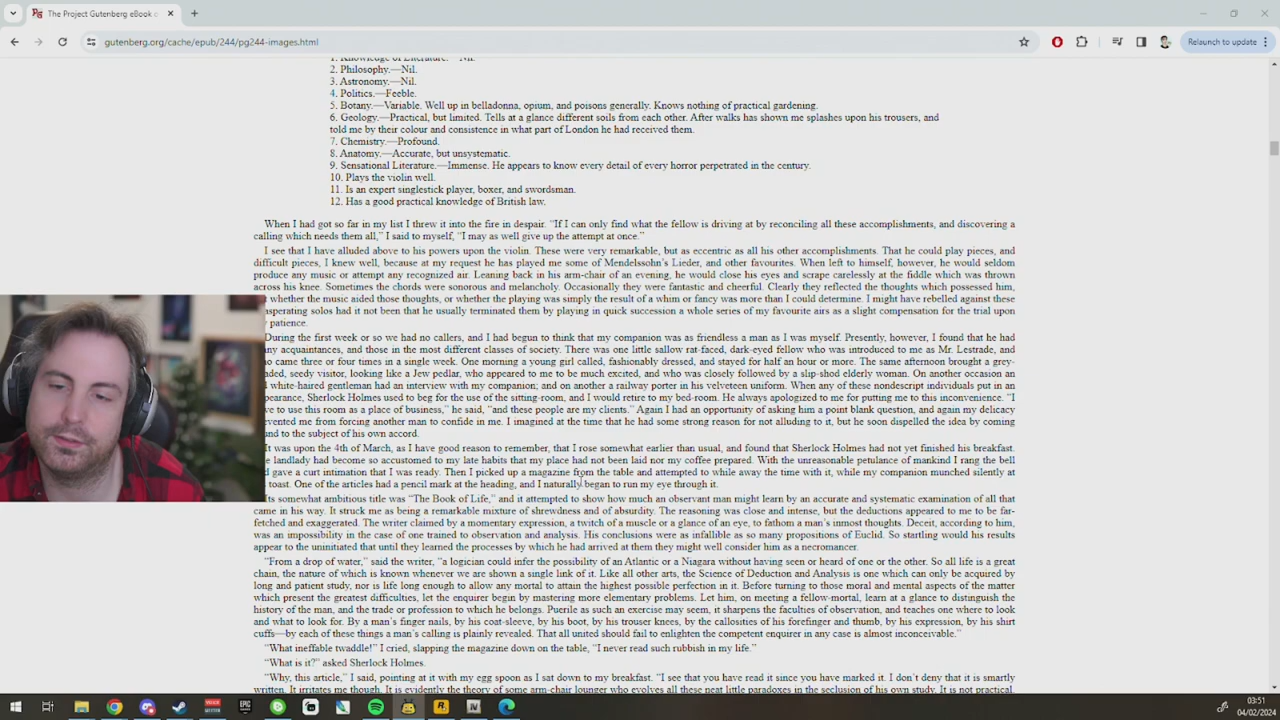 The Project Gutenberg eBook o
gutenberg.org/cache/epub/244/pg244-images.html
Relaunch to update
1. Knowledge of Literature.—Nil.
2. Philosophy.—Nil.
3. Astronomy.—Nil.
4. Politics.—Feeble.
5. Botany.—Variable. Well up in belladonna, opium, and poisons generally. Knows nothing of practical gardening.
6. Geology.—Practical, but limited. Tells at a glance different soils from each other. After walks has shown me splashes upon his trousers, and
told me by their colour and consistence in what part of London he had received them.
7. Chemistry.—Profound.
8. Anatomy.—Accurate, but unsystematic.
9. Sensational Literature.—Immense. He appears to know every detail of every horror perpetrated in the century.
10. Plays the violin well.
11. Is an expert singlestick player, boxer, and swordsman.
12. Has a good practical knowledge of British law.
When I had got so far in my list I threw it into the fire in despair. “If I can only find what the fellow is driving at by reconciling all these accomplishments, and discovering a
calling which needs them all,” I said to myself, “I may as well give up the attempt at once.”
I see that I have alluded above to his powers upon the violin. These were very remarkable, but as eccentric as all his other accomplishments. That he could play pieces, and
difficult pieces, I knew well, because at my request he has played me some of Mendelssohn’s Lieder, and other favourites. When left to himself, however, he would seldom
produce any music or attempt any recognized air. Leaning back in his arm-chair of an evening, he would close his eyes and scrape carelessly at the fiddle which was thrown
across his knee. Sometimes the chords were sonorous and melancholy. Occasionally they were fantastic and cheerful. Clearly they reflected the thoughts which possessed him,
whether the music aided those thoughts, or whether the playing was simply the result of a whim or fancy was more than I could determine. I might have rebelled against these
asperating solos had it not been that he usually terminated them by playing in quick succession a whole series of my favourite airs as a slight compensation for the trial upon
patience.
During the first week or so we had no callers, and I had begun to think that my companion was as friendless a man as I was myself. Presently, however, I found that he had
ny acquaintances, and those in the most different classes of society. There was one little sallow rat-faced, dark-eyed fellow who was introduced to me as Mr. Lestrade, and
o came three or four times in a single week. One morning a young girl called, fashionably dressed, and stayed for half an hour or more. The same afternoon brought a grey-
aded, seedy visitor, looking like a Jew pedlar, who appeared to me to be much excited, and who was closely followed by a slip-shod elderly woman. On another occasion an
white-haired gentleman had an interview with my companion; and on another a railway porter in his velveteen uniform. When any of these nondescript individuals put in an
pearance, Sherlock Holmes used to beg for the use of the sitting-room, and I would retire to my bed-room. He always apologized to me for putting me to this inconvenience. “I
ve to use this room as a place of business,” he said, “and these people are my clients.” Again I had an opportunity of asking him a point blank question, and again my delicacy
evented me from forcing another man to confide in me. I imagined at the time that he had some strong reason for not alluding to it, but he soon dispelled the idea by coming
und to the subject of his own accord.
It was upon the 4th of March, as I have good reason to remember, that I rose somewhat earlier than usual, and found that Sherlock Holmes had not yet finished his breakfast.
e landlady had become so accustomed to my late habits that my place had not been laid nor my coffee prepared. With the unreasonable petulance of mankind I rang the bell
d gave a curt intimation that I was ready. Then I picked up a magazine from the table and attempted to while away the time with it, while my companion munched silently at
toast. One of the articles had a pencil mark at the heading, and I naturally began to run my eye through it.
Its somewhat ambitious title was “The Book of Life,” and it attempted to show how much an observant man might learn by an accurate and systematic examination of all that
came in his way. It struck me as being a remarkable mixture of shrewdness and of absurdity. The reasoning was close and intense, but the deductions appeared to me to be far-
fetched and exaggerated. The writer claimed by a momentary expression, a twitch of a muscle or a glance of an eye, to fathom a man’s inmost thoughts. Deceit, according to him,
was an impossibility in the case of one trained to observation and analysis. His conclusions were as infallible as so many propositions of Euclid. So startling would his results
appear to the uninitiated that until they learned the processes by which he had arrived at them they might well consider him as a necromancer.
“From a drop of water,” said the writer, “a logician could infer the possibility of an Atlantic or a Niagara without having seen or heard of one or the other. So all life is a great
chain, the nature of which is known whenever we are shown a single link of it. Like all other arts, the Science of Deduction and Analysis is one which can only be acquired by
long and patient study, nor is life long enough to allow any mortal to attain the highest possible perfection in it. Before turning to those moral and mental aspects of the matter
which present the greatest difficulties, let the enquirer begin by mastering more elementary problems. Let him, on meeting a fellow-mortal, learn at a glance to distinguish the
history of the man, and the trade or profession to which he belongs. Puerile as such an exercise may seem, it sharpens the faculties of observation, and teaches one where to look
and what to look for. By a man’s finger nails, by his coat-sleeve, by his boot, by his trouser knees, by the callosities of his forefinger and thumb, by his expression, by his shirt
cuffs—by each of these things a man’s calling is plainly revealed. That all united should fail to enlighten the competent enquirer in any case is almost inconceivable.”
“What ineffable twaddle!” I cried, slapping the magazine down on the table, “I never read such rubbish in my life.”
“What is it?” asked Sherlock Holmes.
“Why, this article,” I said, pointing at it with my egg spoon as I sat down to my breakfast. “I see that you have read it since you have marked it. I don’t deny that it is smartly
written. It irritates me though. It is evidently the theory of some arm-chair lounger who evolves all these neat little paradoxes in the seclusion of his own study. It is not practical.
03:51
04/02/2024